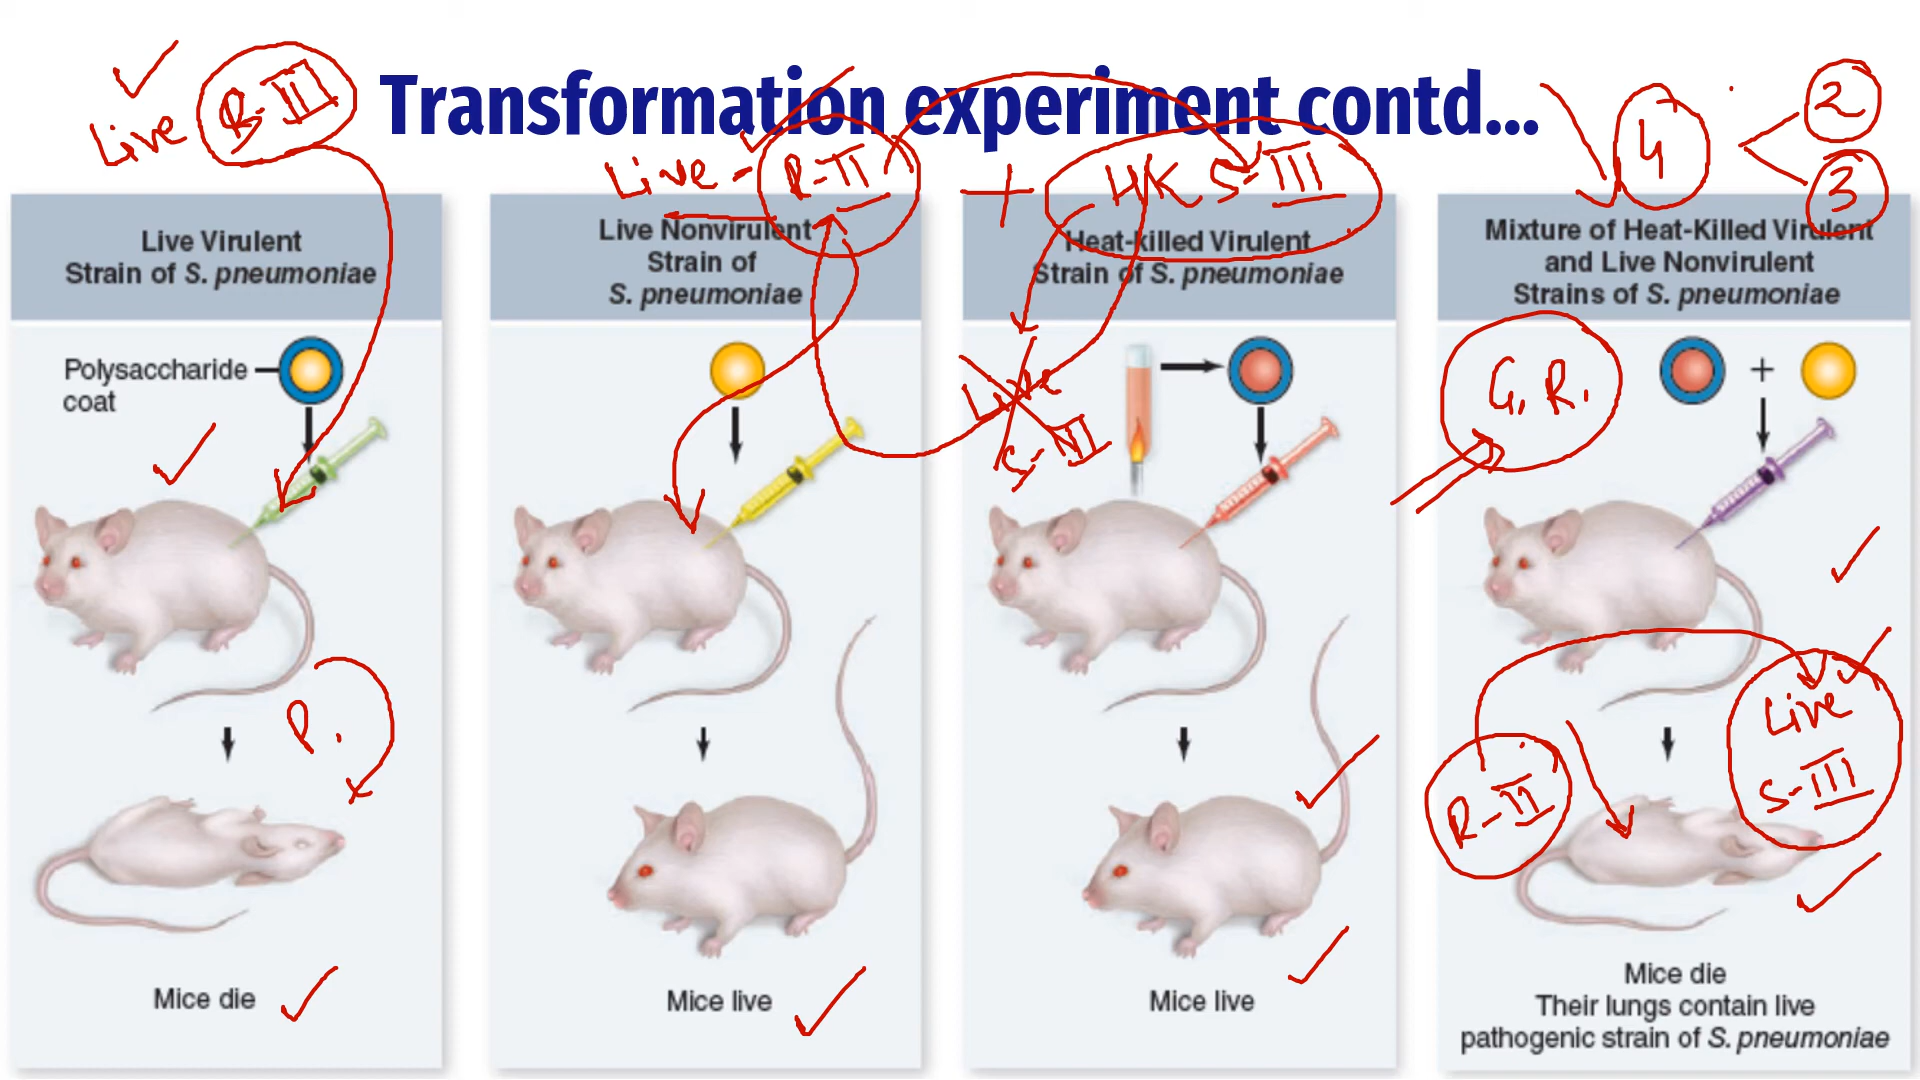 Transformation experiment contd...
Live R-II
Live - R-II + HK S-III
4
2
3
Live Virulent
Strain of S. pneumoniae
Polysaccharide
coat
P.
Mice die
Live Nonvirulent
Strain of
S. pneumoniae
Mice live
Heat-killed Virulent
Strain of S. pneumoniae
Live
S-III
Mice live
Mixture of Heat-Killed Virulent
and Live Nonvirulent
Strains of S. pneumoniae
+
G.R.
R-II
Live
S-III
Mice die
Their lungs contain live
pathogenic strain of S. pneumoniae